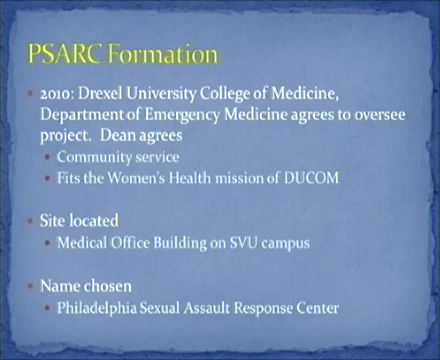 PSARC Formation
2010: Drexel University College of Medicine,
Department of Emergency Medicine agrees to oversee
project. Dean agrees
Community service
Fits the Women's Health mission of DUCOM
Site located
Medical Office Building on SVU campus
Name chosen
Philadelphia Sexual Assault Response Center